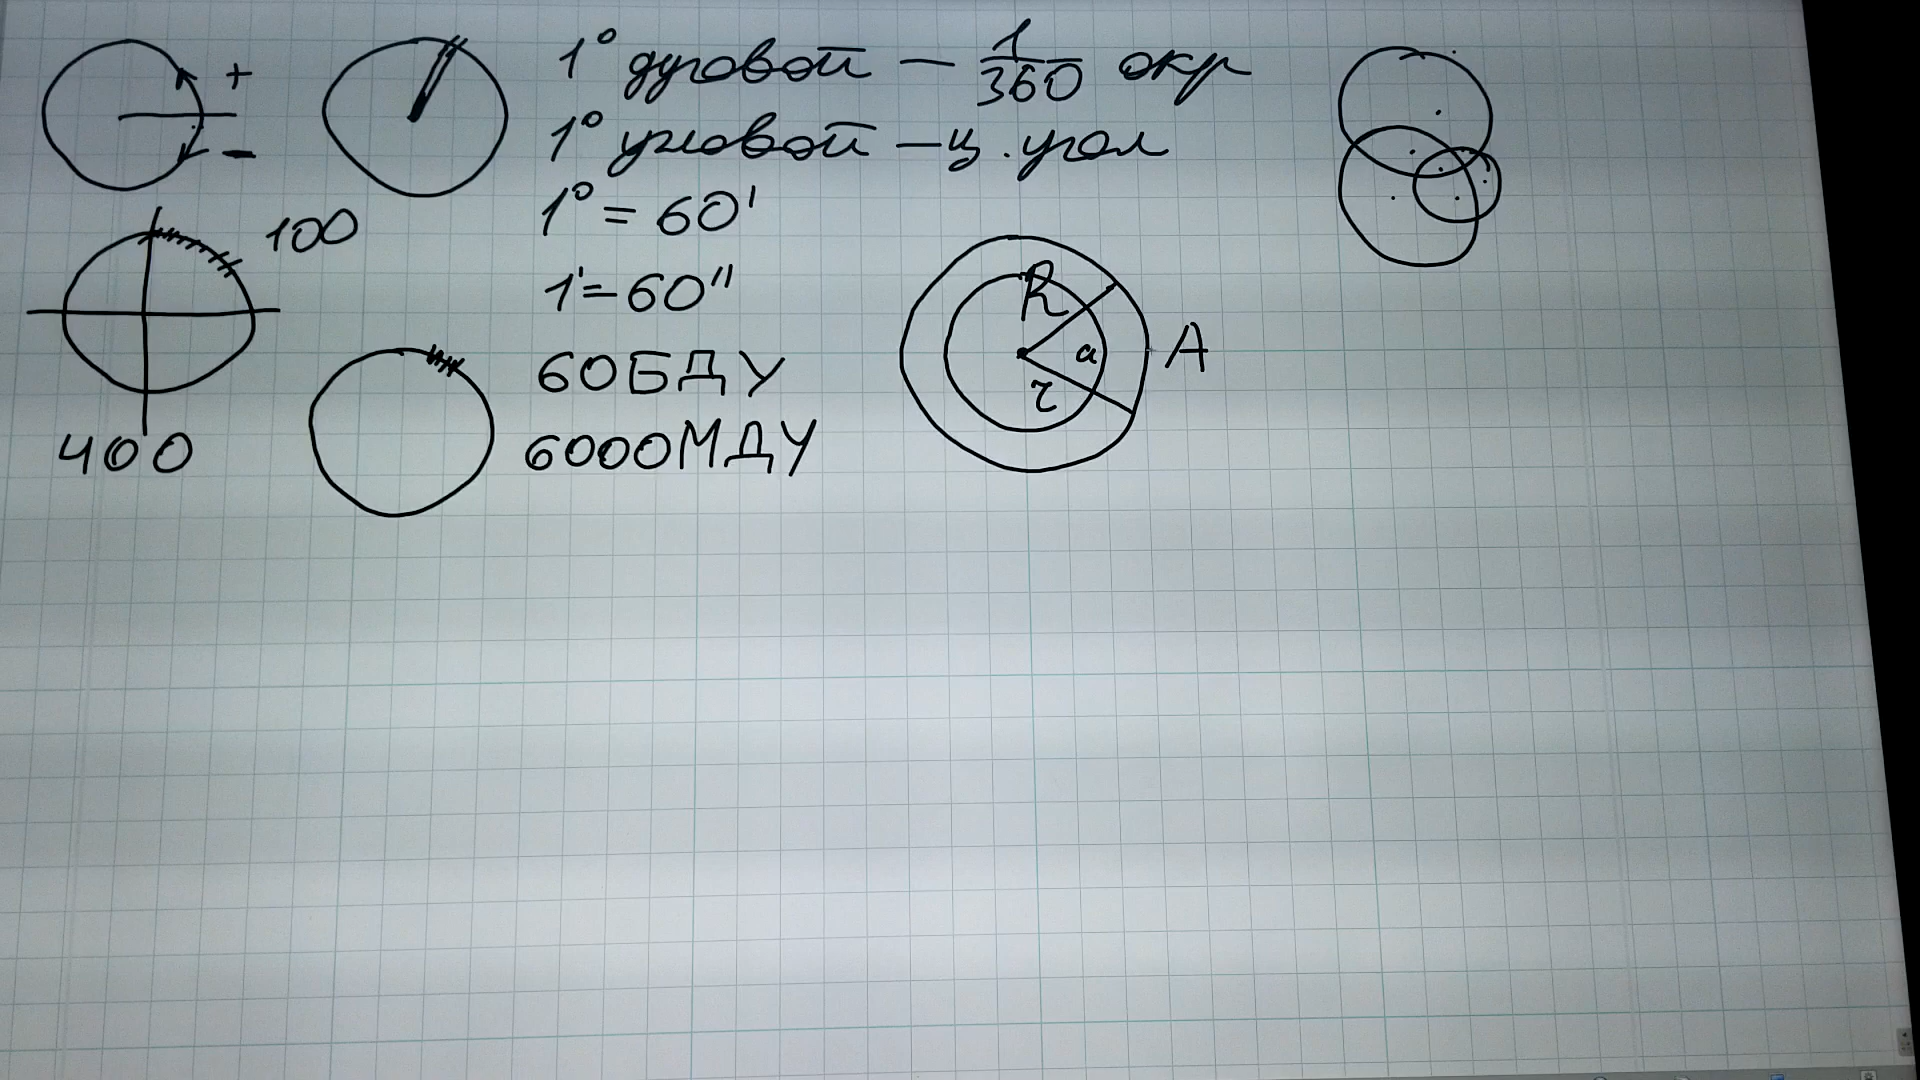 +
−
1° дуговой — 1/360 окр
1° угловой — ц. угол
1° = 60'
100
1' = 60"
R
a
A
r
60БДУ
400
6000МДУ